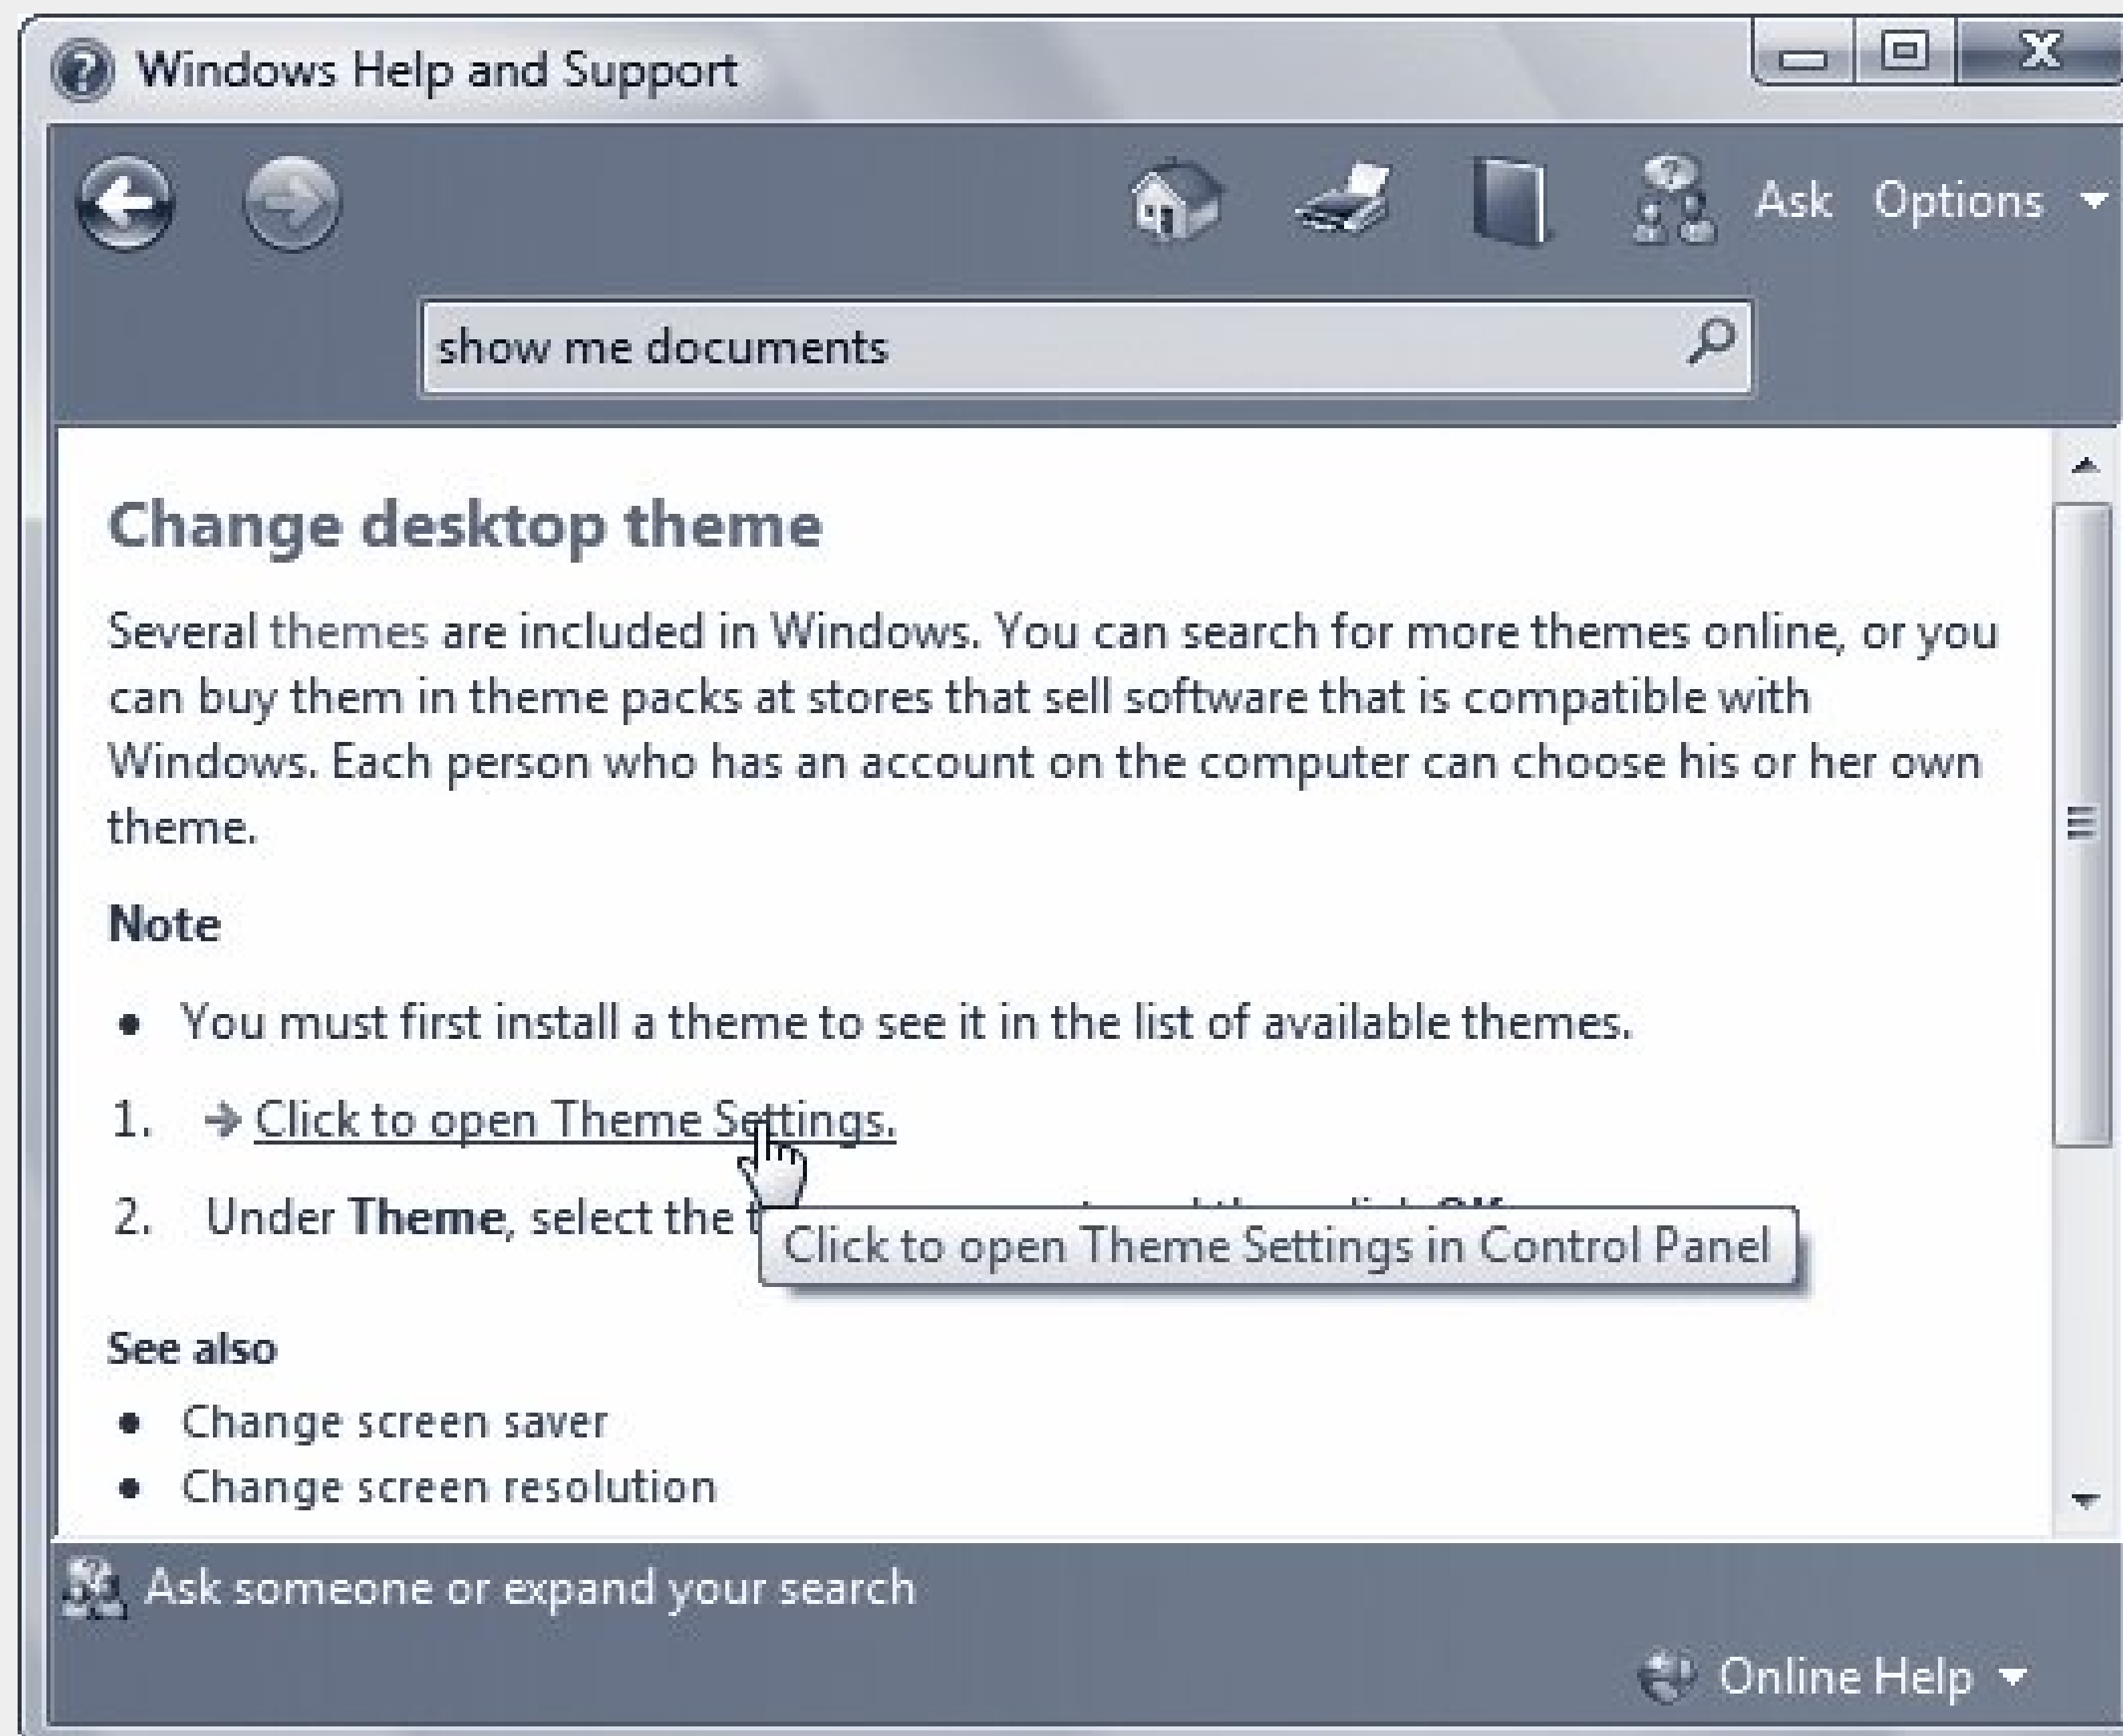 Windows Help and Support
Ask Options
show me documents
Change desktop theme
Several themes are included in Windows. You can search for more themes online, or you
can buy them in theme packs at stores that sell software that is compatible with
Windows. Each person who has an account on the computer can choose his or her own
theme.
Note
• You must first install a theme to see it in the list of available themes.
1. → Click to open Theme Settings.
2. Under Theme, select the
Click to open Theme Settings in Control Panel
See also
• Change screen saver
• Change screen resolution
Ask someone or expand your search
Online Help